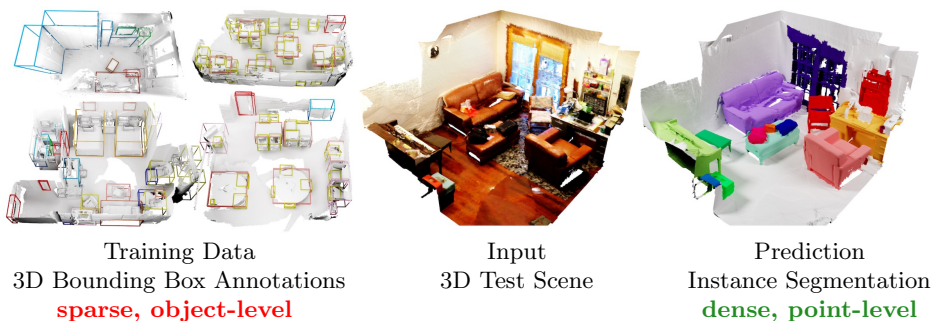 Training Data
3D Bounding Box Annotations
sparse, object-level
Input
3D Test Scene
Prediction
Instance Segmentation
dense, point-level